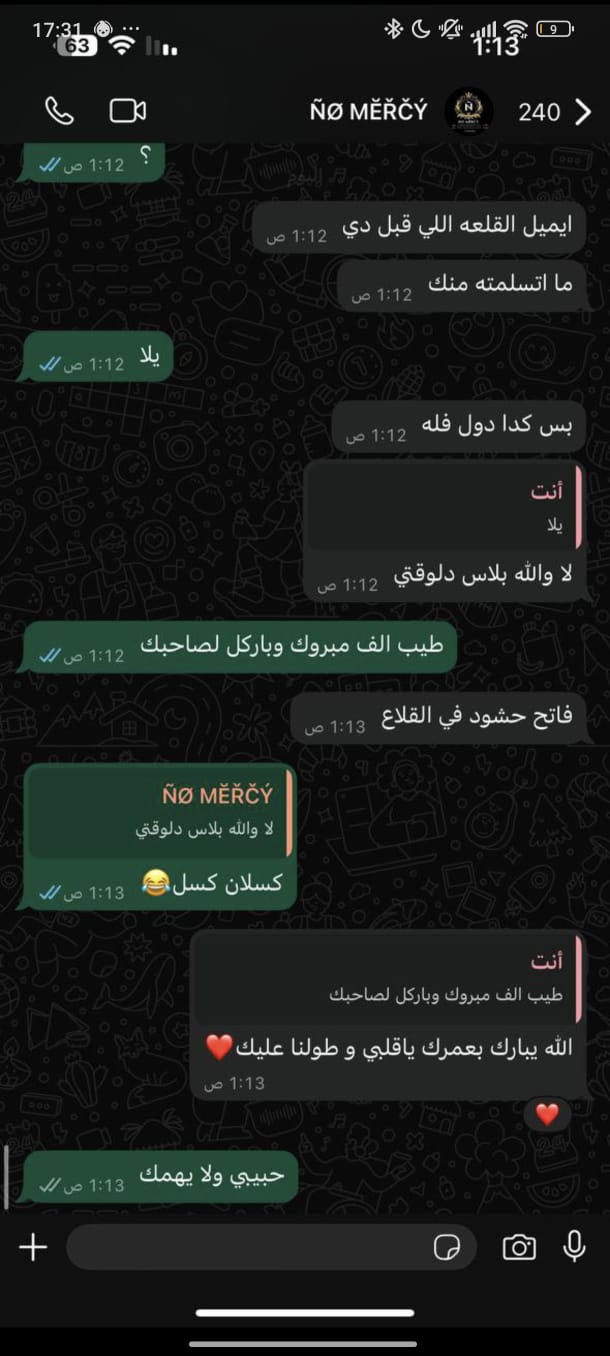 17:31
63
1:13
9
ÑØ MĔŘČÝ
240
؟
1:12 ص
ايميل القلعه اللي قبل دي
1:12 ص
ما اتسلمته منك
1:12 ص
يلا
1:12 ص
بس كدا دول فله
1:12 ص
أنت
يلا
لا والله بلاس دلوقتي
1:12 ص
طيب الف مبروك وباركل لصاحبك
1:12 ص
فاتح حشود في القلاع
1:13 ص
ÑØ MĔŘČÝ
لا والله بلاس دلوقتي
كسلان كسل😂
1:13 ص
أنت
طيب الف مبروك وباركل لصاحبك
الله يبارك بعمرك ياقلبي و طولنا عليك❤️
1:13 ص
❤️
حبيبي ولا يهمك
1:13 ص